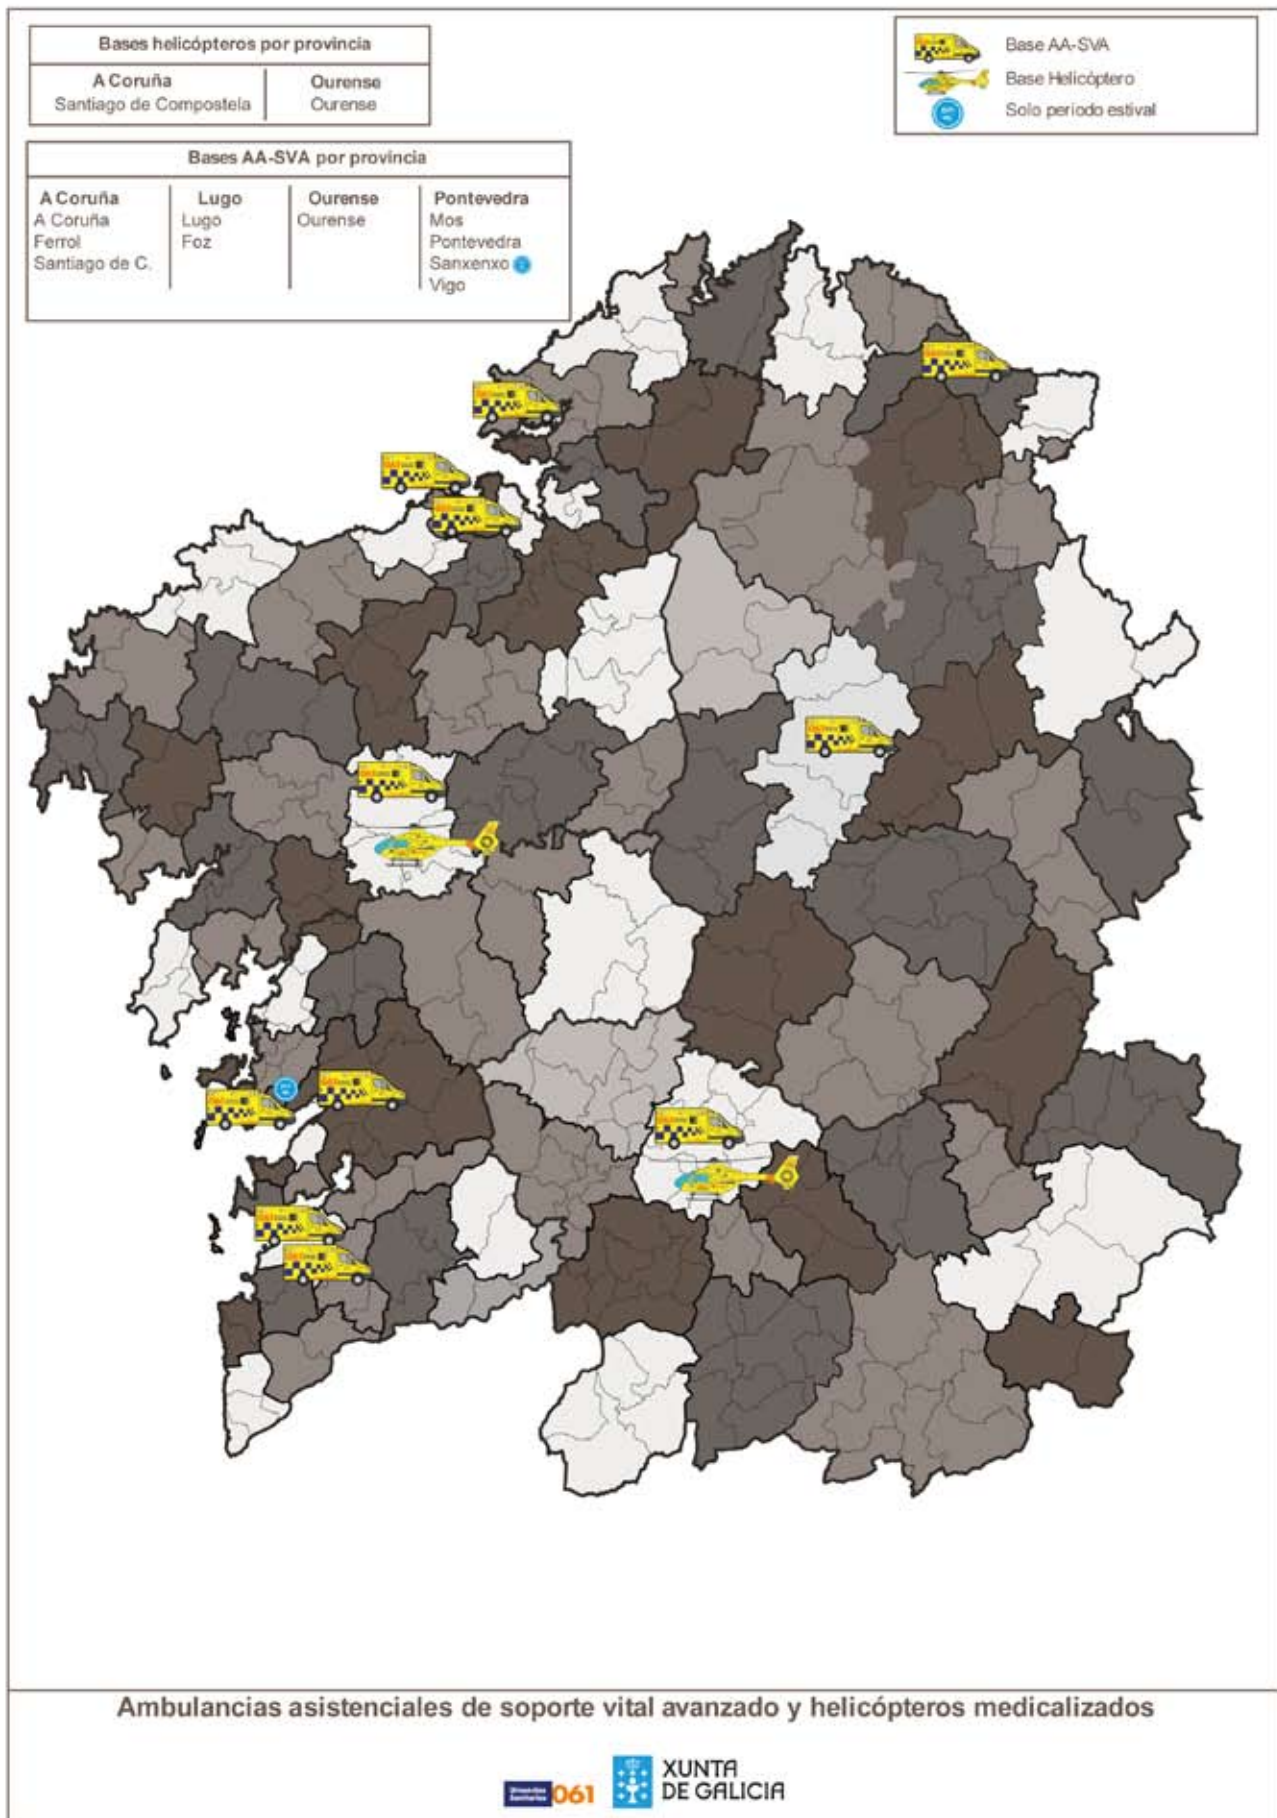 Bases helicópteros por provincia
A Coruña
Santiago de Compostela
Ourense
Ourense
Base AA-SVA
Base Helicóptero
Solo periodo estival
Bases AA-SVA por provincia
A Coruña
A Coruña
Ferrol
Santiago de C.
Lugo
Lugo
Foz
Ourense
Ourense
Pontevedra
Mos
Pontevedra
Sanxenxo
Vigo
Ambulancias asistenciales de soporte vital avanzado y helicópteros medicalizados
061
XUNTA
DE GALICIA